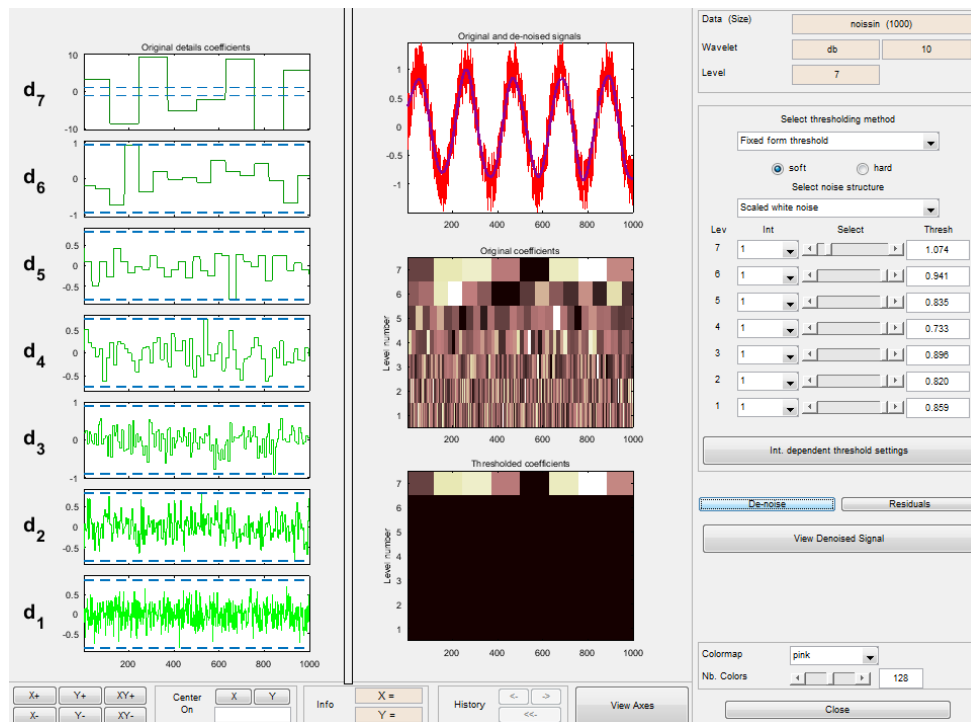 Original details coefficients
d7
10
0
-10
d6
1
0
-1
d5
0.5
0
-0.5
d4
0.5
0
-0.5
d3
1
0
-1
d2
0.5
0
-0.5
d1
0.5
0
-0.5
200 400 600 800 1000
Original and de-noised signals
1
0.5
0
-0.5
-1
200 400 600 800 1000
Original coefficients
Level number
7
6
5
4
3
2
1
200 400 600 800 1000
Thresholded coefficients
Level number
7
6
5
4
3
2
1
200 400 600 800 1000
Data (Size) noissin (1000)
Wavelet db 10
Level 7
Select thresholding method
Fixed form threshold
soft hard
Select noise structure
Scaled white noise
Lev Int Select Thresh
7 1 1.074
6 1 0.941
5 1 0.835
4 1 0.733
3 1 0.896
2 1 0.820
1 1 0.859
Int. dependent threshold settings
De-noise Residuals
View Denoised Signal
Colormap pink
Nb. Colors 128
Close
X+ Y+ XY+
X- Y- XY-
Center
On
X Y
Info
X =
Y =
History
<- ->
<<-
View Axes